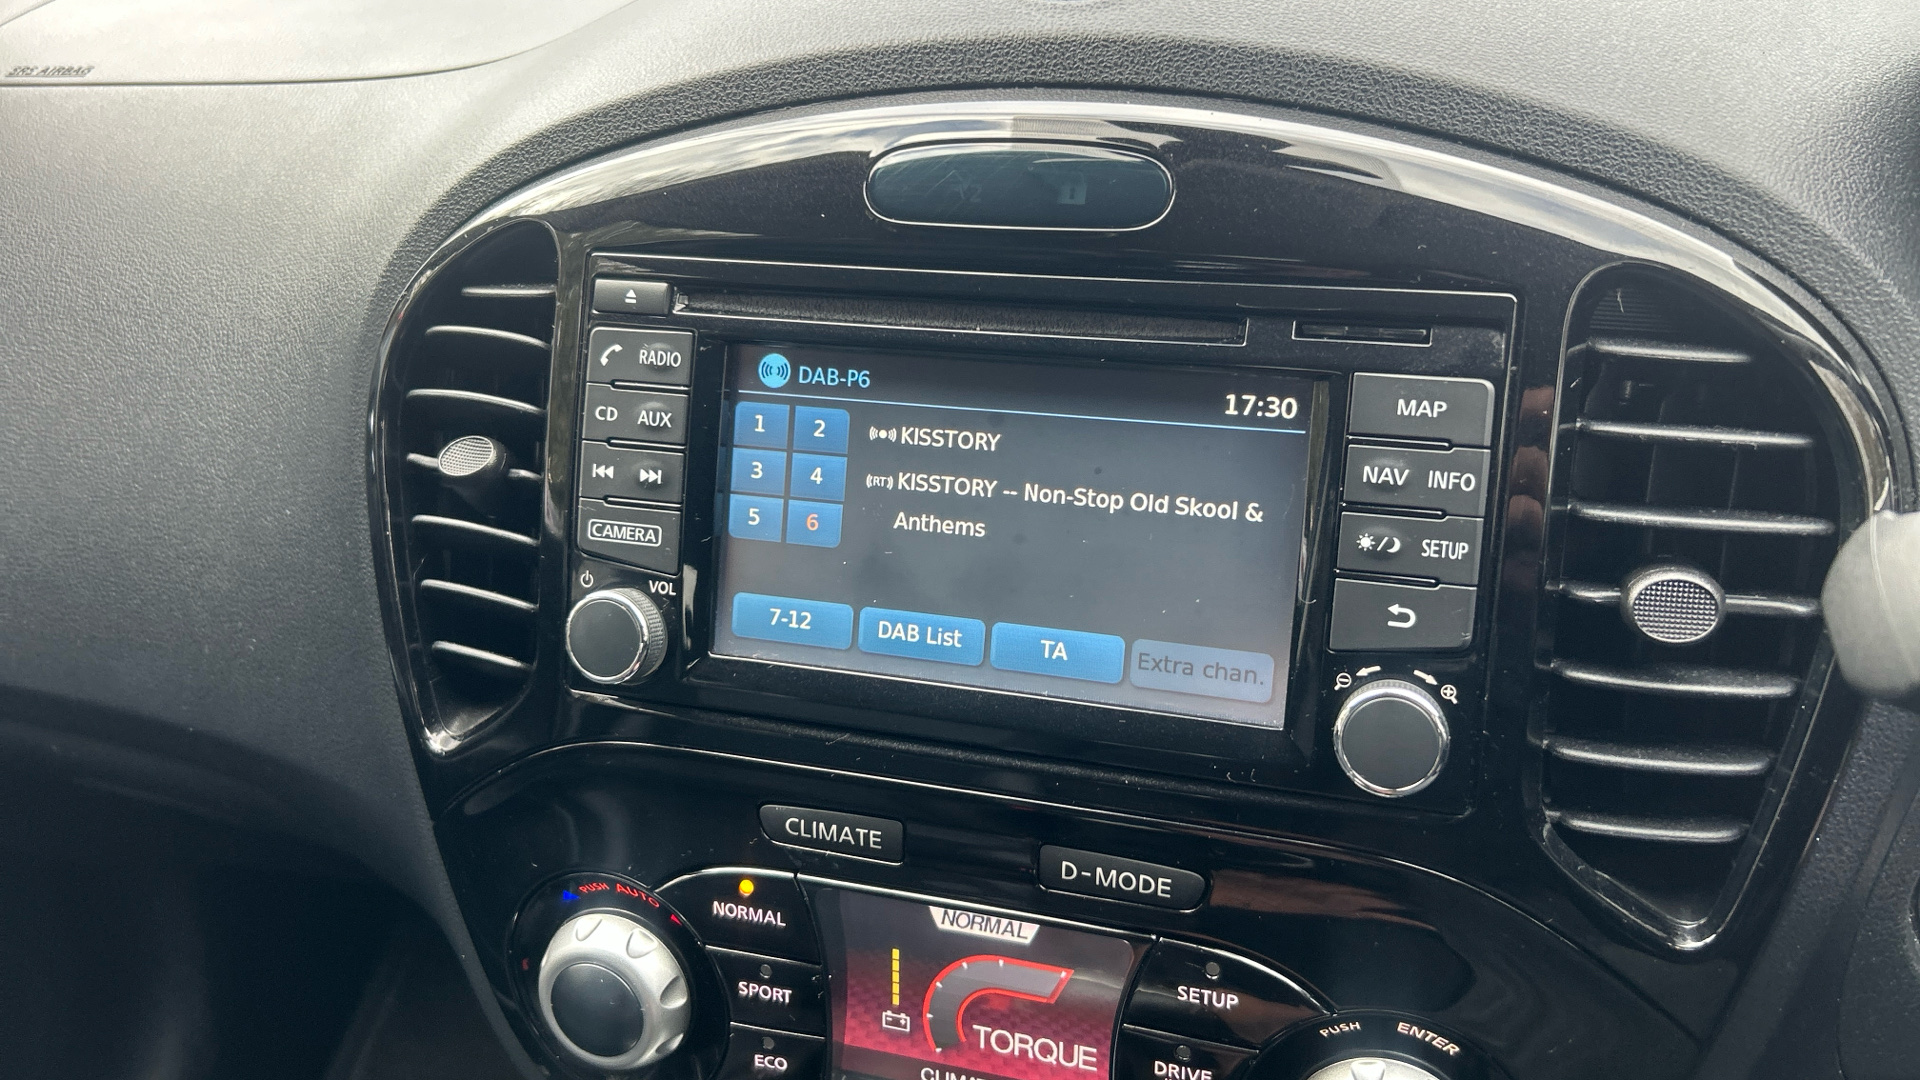 SRS AIRBAG
RADIO
CD AUX
CAMERA
VOL
DAB-P6
17:30
1 2
3 4
5 6
KISSTORY
(RT) KISSTORY -- Non-Stop Old Skool &
Anthems
7-12 DAB List TA Extra chan.
MAP
NAV INFO
SETUP
CLIMATE
D-MODE
PUSH AUTO
NORMAL
SPORT
ECO
NORMAL
TORQUE
SETUP
DRIVE
PUSH ENTER